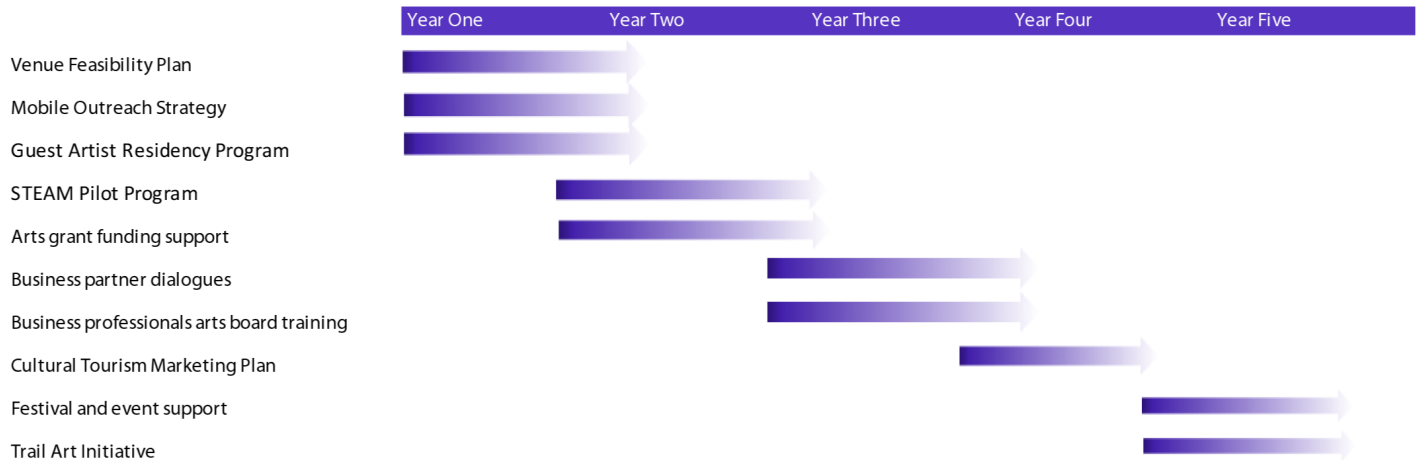 Year One Year Two Year Three Year Four Year Five
Venue Feasibility Plan
Mobile Outreach Strategy
Guest Artist Residency Program
STEAM Pilot Program
Arts grant funding support
Business partner dialogues
Business professionals arts board training
Cultural Tourism Marketing Plan
Festival and event support
Trail Art Initiative